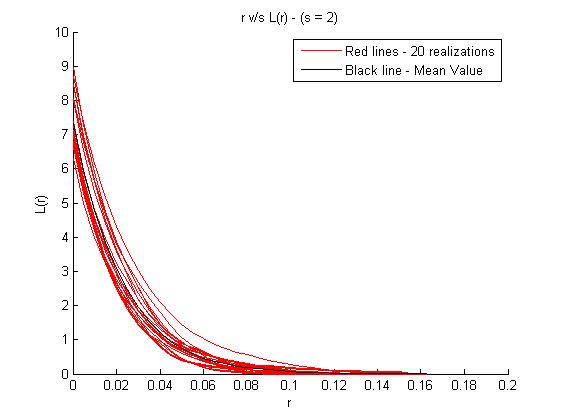 r v/s L(r) - (s = 2)
Red lines - 20 realizations
Black line - Mean Value
10
9
8
7
6
5
4
3
2
1
0
L(r)
0 0.02 0.04 0.06 0.08 0.1 0.12 0.14 0.16 0.18 0.2
r